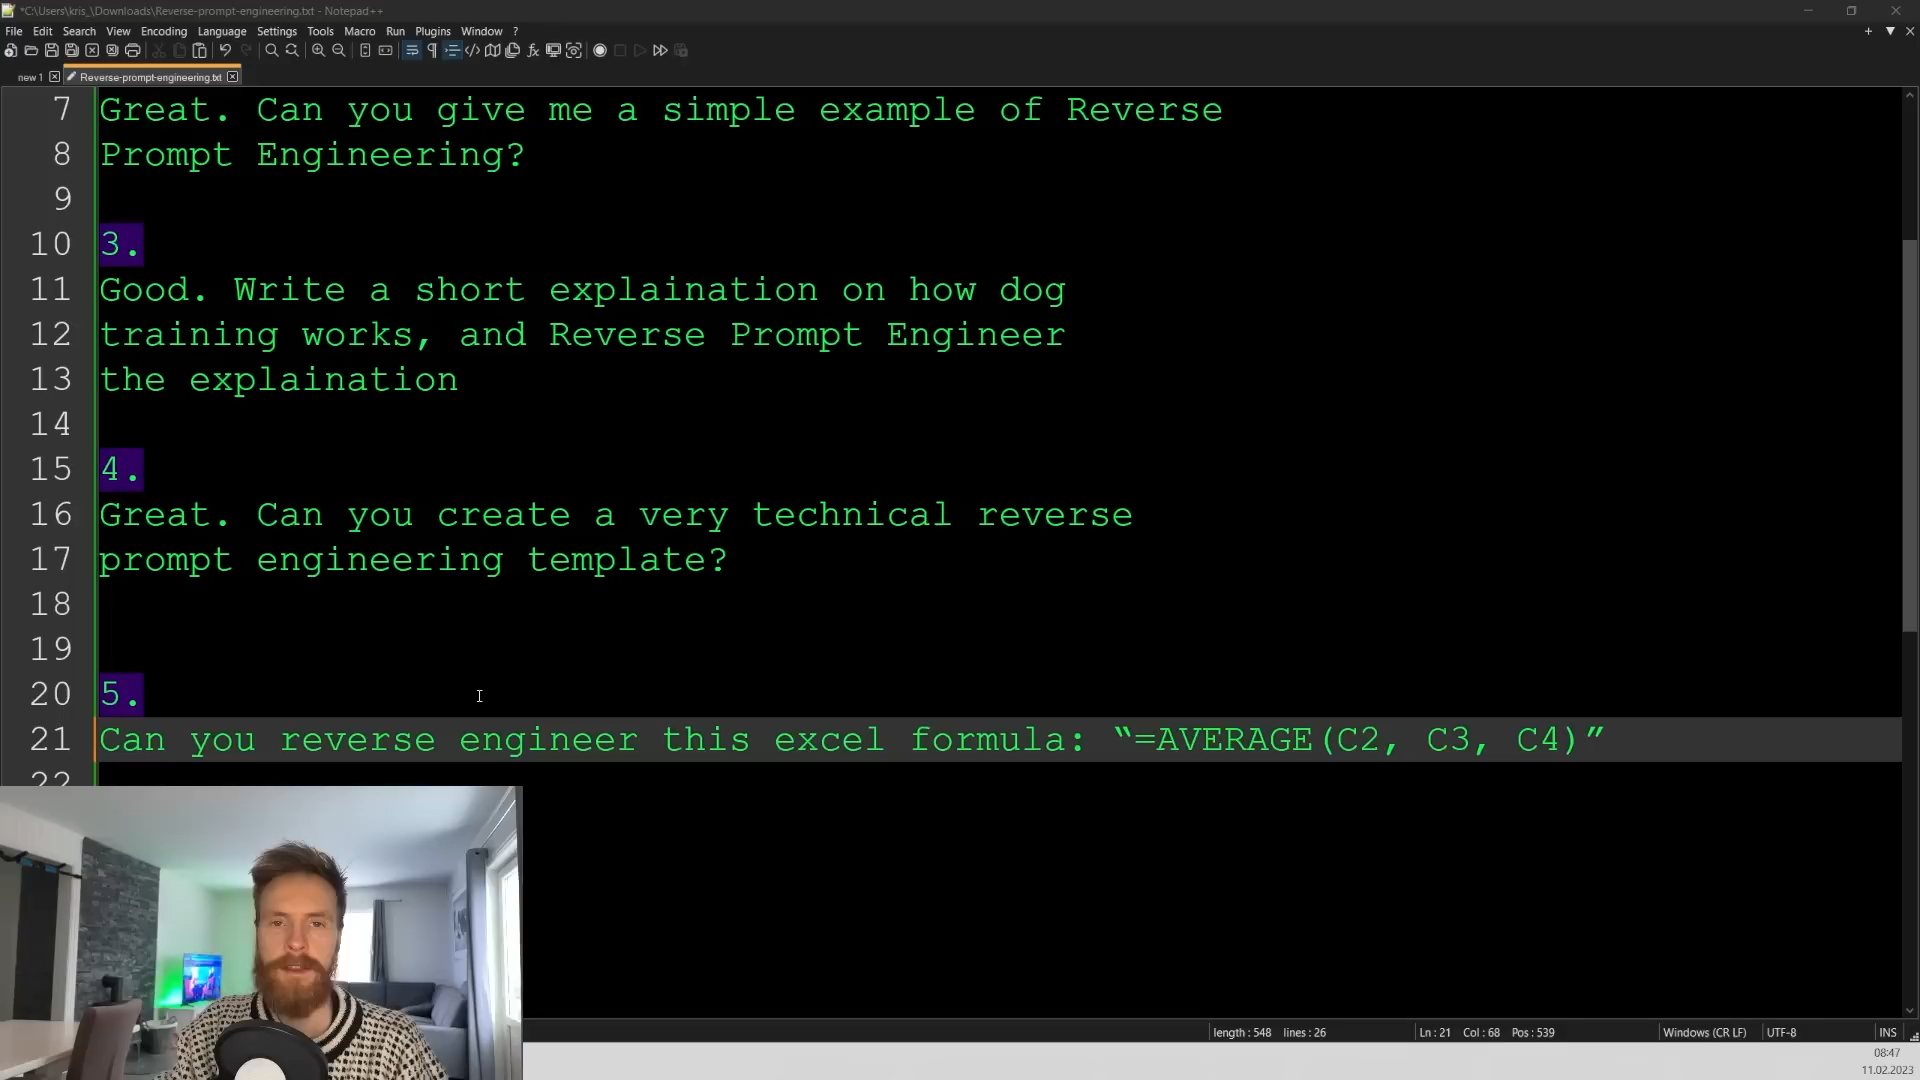 *C:\Users\kris_\Downloads\Reverse-prompt-engineering.txt - Notepad++
File Edit Search View Encoding Language Settings Tools Macro Run Plugins Window ?
new 1 Reverse-prompt-engineering.txt
7 Great. Can you give me a simple example of Reverse
8 Prompt Engineering?
9
10 3.
11 Good. Write a short explaination on how dog
12 training works, and Reverse Prompt Engineer
13 the explaination
14
15 4.
16 Great. Can you create a very technical reverse
17 prompt engineering template?
18
19
20 5.
21 Can you reverse engineer this excel formula: “=AVERAGE(C2, C3, C4)”
22
length : 548 lines : 26 Ln : 21 Col : 68 Pos : 539 Windows (CR LF) UTF-8 INS
08:47
11.02.2023